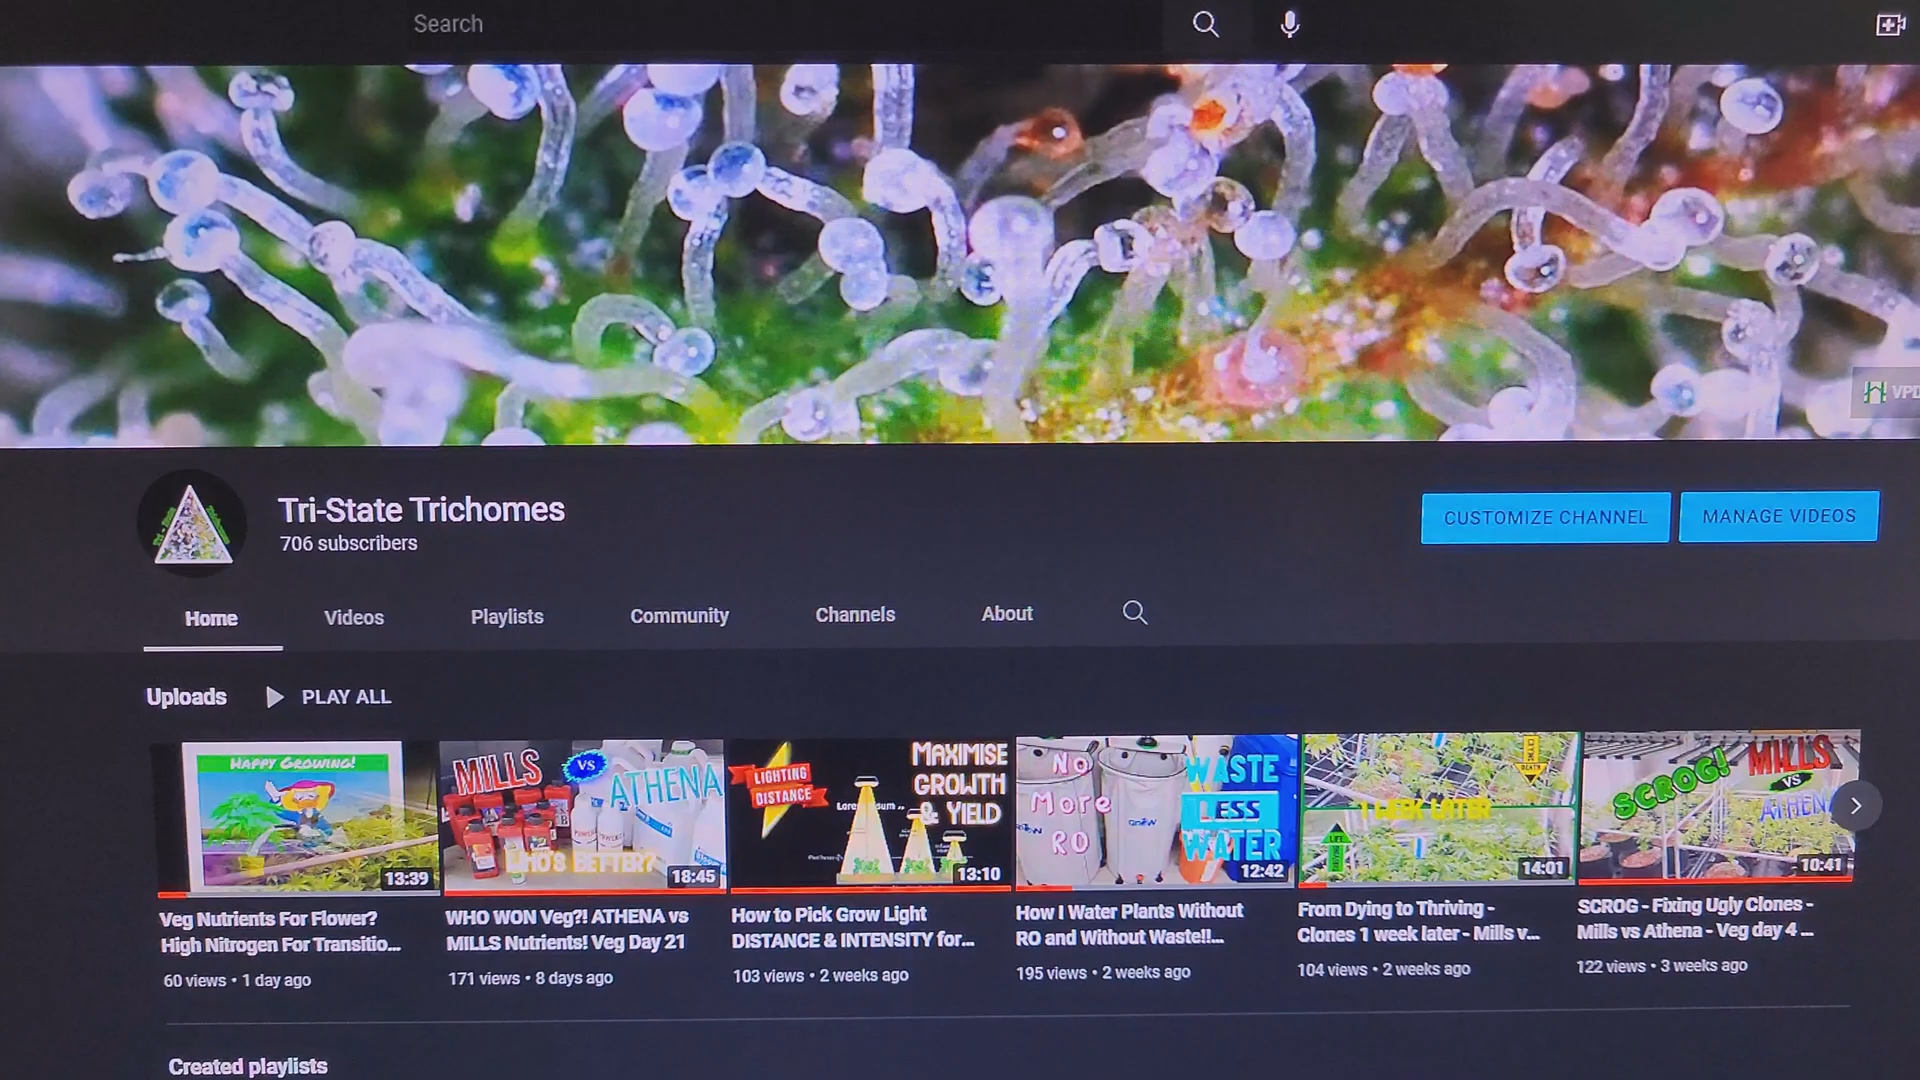 Search
VPD
Tri-State Trichomes
706 subscribers
CUSTOMIZE CHANNEL
MANAGE VIDEOS
Home
Videos
Playlists
Community
Channels
About
Uploads
PLAY ALL
HAPPY GROWING!
13:39
MILLS
VS
ATHENA
WHO'S BETTER?
18:45
LIGHTING
DISTANCE
MAXIMISE
GROWTH
& YIELD
13:10
No
More
RO
WASTE
LESS
WATER
12:42
1 WEEK LATER
DEATH
LIFE
14:01
SCROG!
MILLS
VS
ATHEN
10:41
Veg Nutrients For Flower?
High Nitrogen For Transitio...
60 views • 1 day ago
WHO WON Veg?! ATHENA vs
MILLS Nutrients! Veg Day 21
171 views • 8 days ago
How to Pick Grow Light
DISTANCE & INTENSITY for...
103 views • 2 weeks ago
How I Water Plants Without
RO and Without Waste!!...
195 views • 2 weeks ago
From Dying to Thriving -
Clones 1 week later - Mills v...
104 views • 2 weeks ago
SCROG - Fixing Ugly Clones -
Mills vs Athena - Veg day 4 ...
122 views • 3 weeks ago
Created playlists